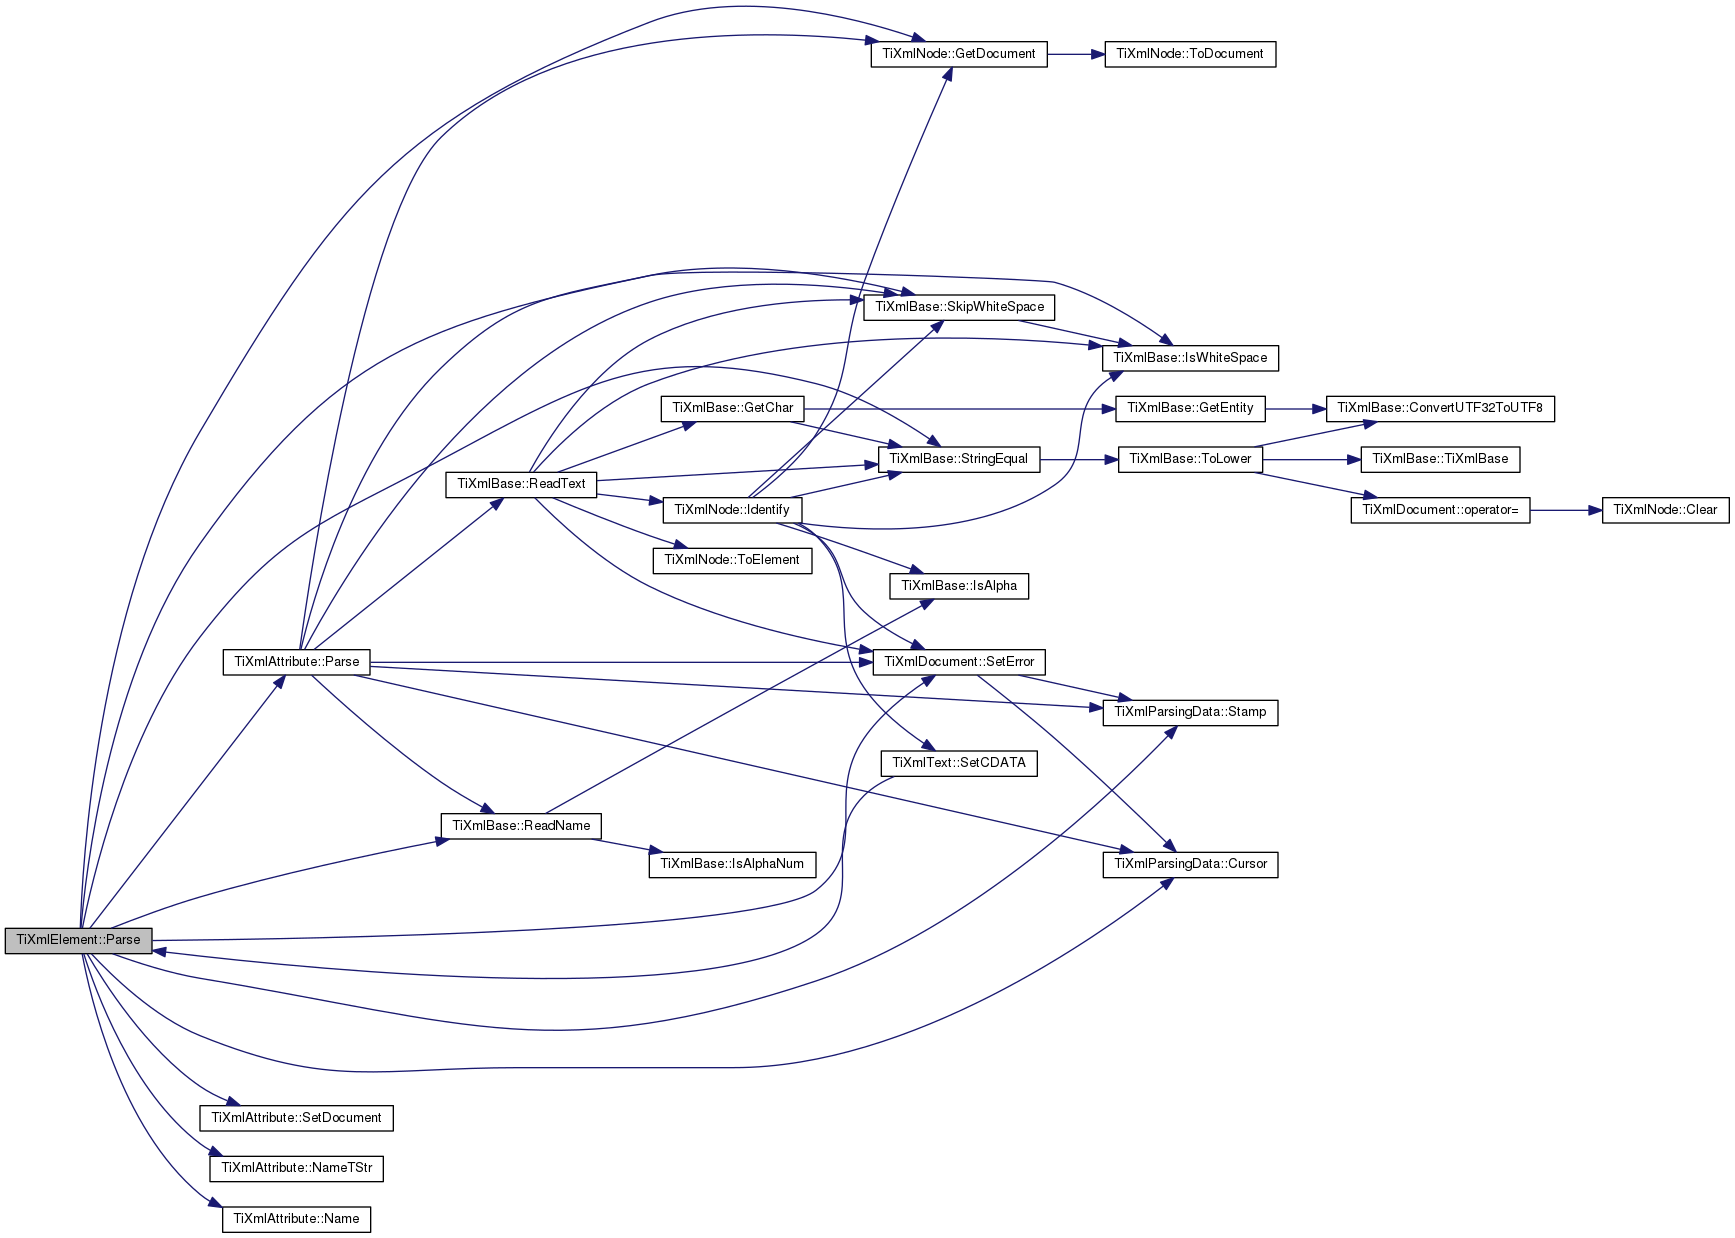 TiXmlNode::GetDocument
TiXmlNode::ToDocument
TiXmlBase::SkipWhiteSpace
TiXmlBase::IsWhiteSpace
TiXmlBase::GetChar
TiXmlBase::GetEntity
TiXmlBase::ConvertUTF32ToUTF8
TiXmlBase::StringEqual
TiXmlBase::ToLower
TiXmlBase::TiXmlBase
TiXmlBase::ReadText
TiXmlNode::Identify
TiXmlDocument::operator=
TiXmlNode::Clear
TiXmlNode::ToElement
TiXmlBase::IsAlpha
TiXmlAttribute::Parse
TiXmlDocument::SetError
TiXmlParsingData::Stamp
TiXmlText::SetCDATA
TiXmlBase::ReadName
TiXmlBase::IsAlphaNum
TiXmlParsingData::Cursor
TiXmlElement::Parse
TiXmlAttribute::SetDocument
TiXmlAttribute::NameTStr
TiXmlAttribute::Name